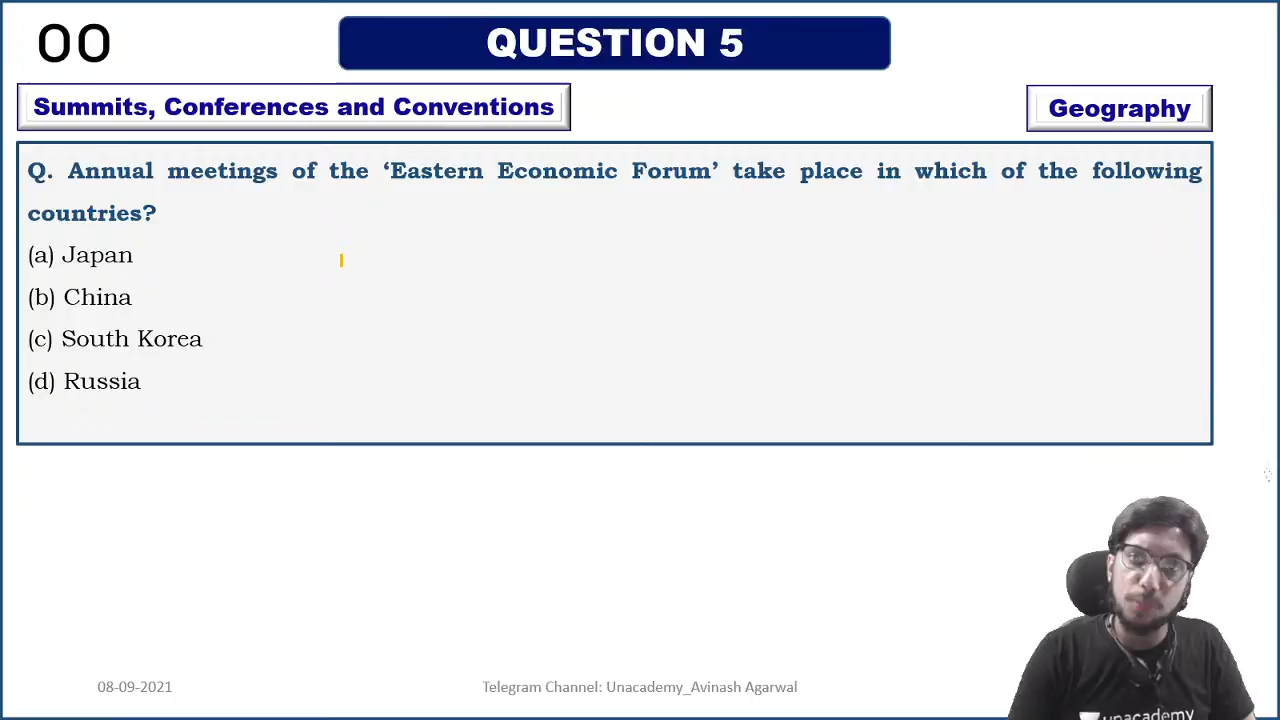 00
QUESTION 5
Summits, Conferences and Conventions
Geography
Q. Annual meetings of the ‘Eastern Economic Forum’ take place in which of the following
countries?
(a) Japan
(b) China
(c) South Korea
(d) Russia
08-09-2021
Telegram Channel: Unacademy_Avinash Agarwal
unacademy